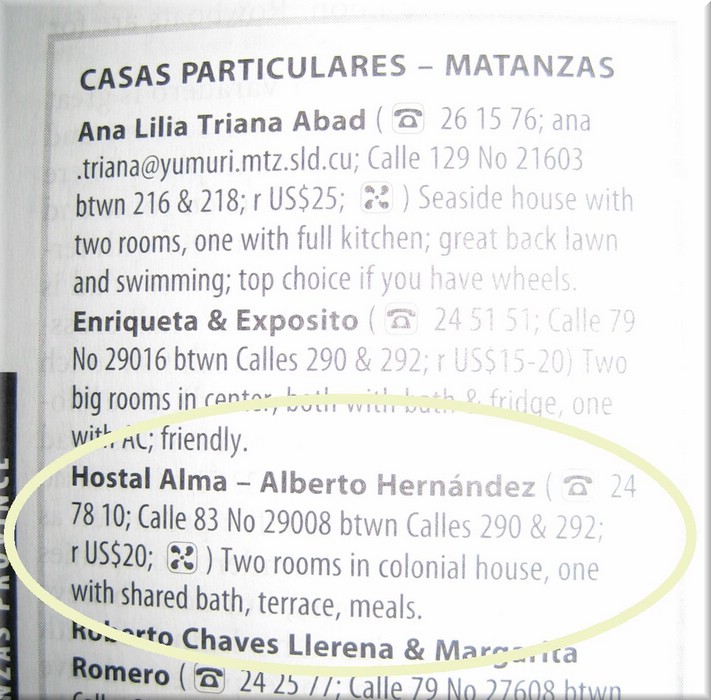 CASAS PARTICULARES – MATANZAS
Ana Lilia Triana Abad ( ☎ 26 15 76; ana
.triana@yumuri.mtz.sld.cu; Calle 129 No 21603
btwn 216 & 218; r US$25; ) Seaside house with
two rooms, one with full kitchen; great back lawn
and swimming; top choice if you have wheels.
Enriqueta & Exposito ( ☎ 24 51 51; Calle 79
No 29016 btwn Calles 290 & 292; r US$15-20) Two
big rooms in center, both with bath & fridge, one
with AC; friendly.
Hostal Alma – Alberto Hernández ( ☎ 24
78 10; Calle 83 No 29008 btwn Calles 290 & 292;
r US$20; ) Two rooms in colonial house, one
with shared bath, terrace, meals.
Roberto Chaves Llerena & Margarita
Romero ( ☎ 24 25 77; Calle 79 No 27608 btwn